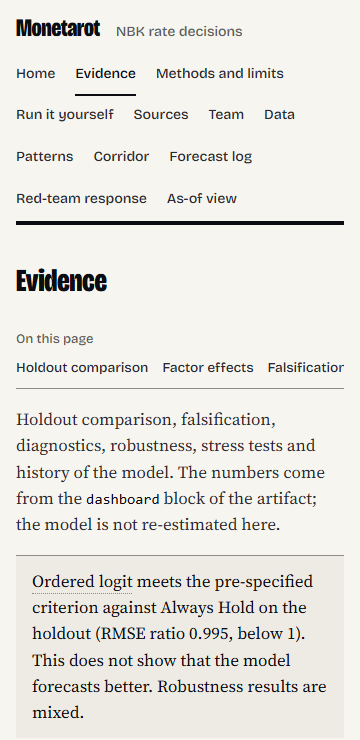 Monetarot NBK rate decisions
Home Evidence Methods and limits
Run it yourself Sources Team Data
Patterns Corridor Forecast log
Red-team response As-of view
Evidence
On this page
Holdout comparison Factor effects Falsification
Holdout comparison, falsification,
diagnostics, robustness, stress tests and
history of the model. The numbers come
from the dashboard block of the artifact;
the model is not re-estimated here.
Ordered logit meets the pre-specified
criterion against Always Hold on the
holdout (RMSE ratio 0.995, below 1).
This does not show that the model
forecasts better. Robustness results are
mixed.